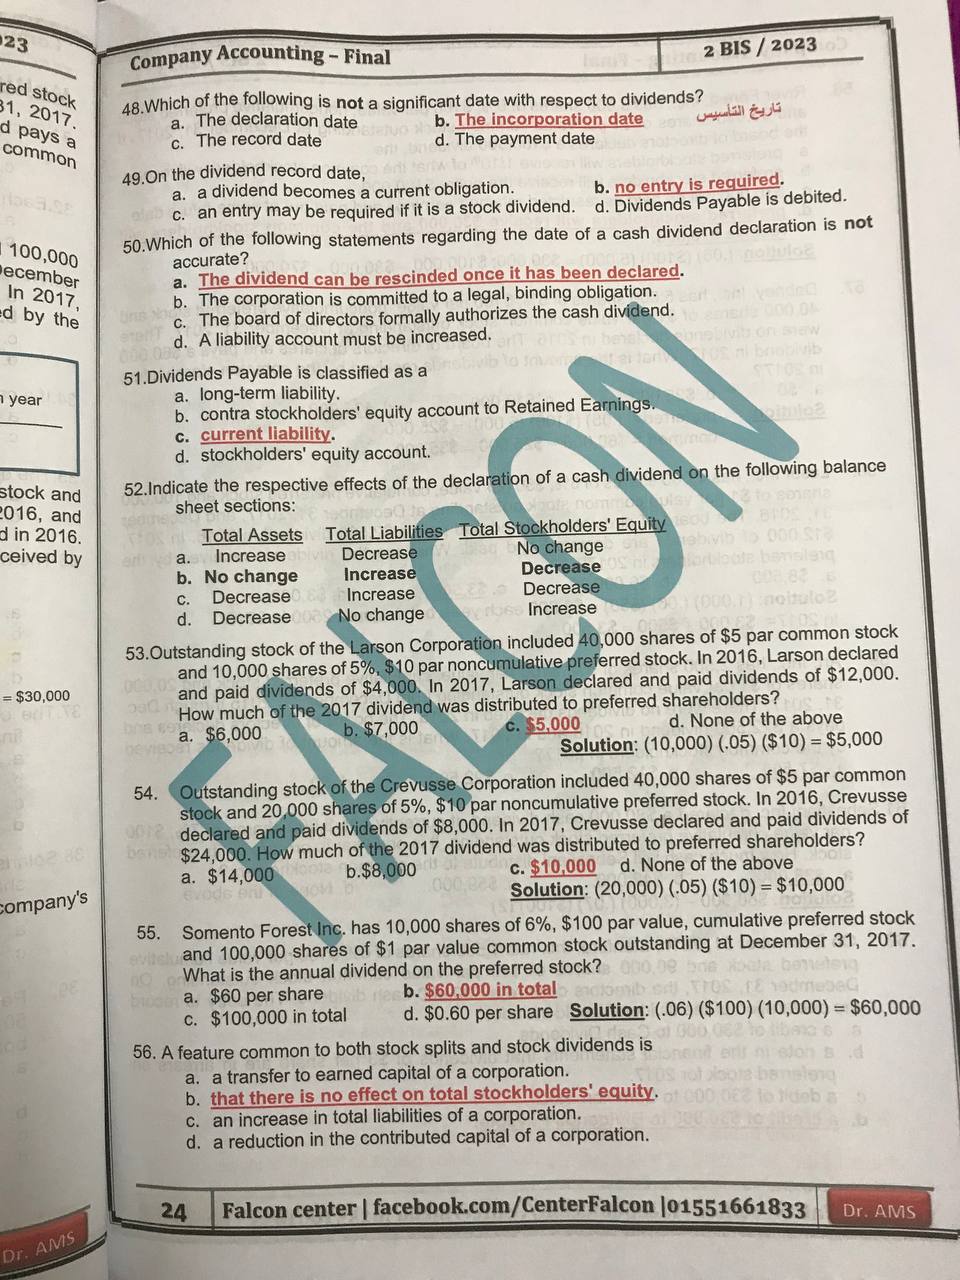 023
red stock
31, 2017.
d pays a
common
100,000
December
In 2017,
ed by the
year
stock and
2016, and
d in 2016.
ceived by
= $30,000
company's
Dr. AMS
Company Accounting – Final
2 BIS / 2023
48.Which of the following is not a significant date with respect to dividends?
a. The declaration date b. The incorporation date تاريخ التأسيس
c. The record date d. The payment date
49.On the dividend record date,
a. a dividend becomes a current obligation. b. no entry is required.
c. an entry may be required if it is a stock dividend. d. Dividends Payable is debited.
50.Which of the following statements regarding the date of a cash dividend declaration is not
accurate?
a. The dividend can be rescinded once it has been declared.
b. The corporation is committed to a legal, binding obligation.
c. The board of directors formally authorizes the cash dividend.
d. A liability account must be increased.
51.Dividends Payable is classified as a
a. long-term liability.
b. contra stockholders' equity account to Retained Earnings.
c. current liability.
d. stockholders' equity account.
52.Indicate the respective effects of the declaration of a cash dividend on the following balance
sheet sections:
Total Assets Total Liabilities Total Stockholders' Equity
a. Increase Decrease No change
b. No change Increase Decrease
c. Decrease Increase Decrease
d. Decrease No change Increase
53.Outstanding stock of the Larson Corporation included 40,000 shares of $5 par common stock
and 10,000 shares of 5%, $10 par noncumulative preferred stock. In 2016, Larson declared
and paid dividends of $4,000. In 2017, Larson declared and paid dividends of $12,000.
How much of the 2017 dividend was distributed to preferred shareholders?
a. $6,000 b. $7,000 c. $5,000 d. None of the above
Solution: (10,000) (.05) ($10) = $5,000
54. Outstanding stock of the Crevusse Corporation included 40,000 shares of $5 par common
stock and 20,000 shares of 5%, $10 par noncumulative preferred stock. In 2016, Crevusse
declared and paid dividends of $8,000. In 2017, Crevusse declared and paid dividends of
$24,000. How much of the 2017 dividend was distributed to preferred shareholders?
a. $14,000 b.$8,000 c. $10,000 d. None of the above
Solution: (20,000) (.05) ($10) = $10,000
55. Somento Forest Inc. has 10,000 shares of 6%, $100 par value, cumulative preferred stock
and 100,000 shares of $1 par value common stock outstanding at December 31, 2017.
What is the annual dividend on the preferred stock?
a. $60 per share b. $60,000 in total
c. $100,000 in total d. $0.60 per share Solution: (.06) ($100) (10,000) = $60,000
56. A feature common to both stock splits and stock dividends is
a. a transfer to earned capital of a corporation.
b. that there is no effect on total stockholders' equity.
c. an increase in total liabilities of a corporation.
d. a reduction in the contributed capital of a corporation.
FALCON
24 Falcon center | facebook.com/CenterFalcon |01551661833 Dr. AMS